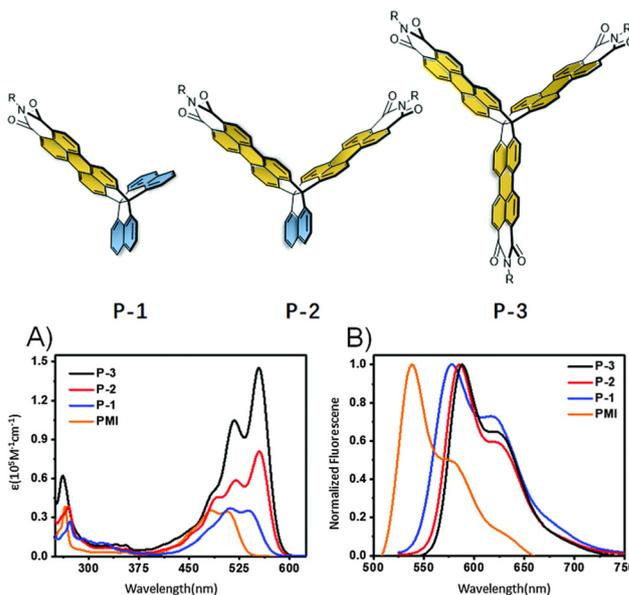 R
N
O
O
R
N
O
O
R
N
O
O
R
N
O
O
R
N
O
O
O
O
N
R
P-1
P-2
P-3
A)
B)
ε(10⁵M⁻¹cm⁻¹)
1.5
1.2
0.9
0.6
0.3
0.0
P-3
P-2
P-1
PMI
300 375 450 525 600
Wavelength(nm)
Normalized Fluorescene
1.0
0.8
0.6
0.4
0.2
0.0
P-3
P-2
P-1
PMI
500 550 600 650 700 750
Wavelength(nm)